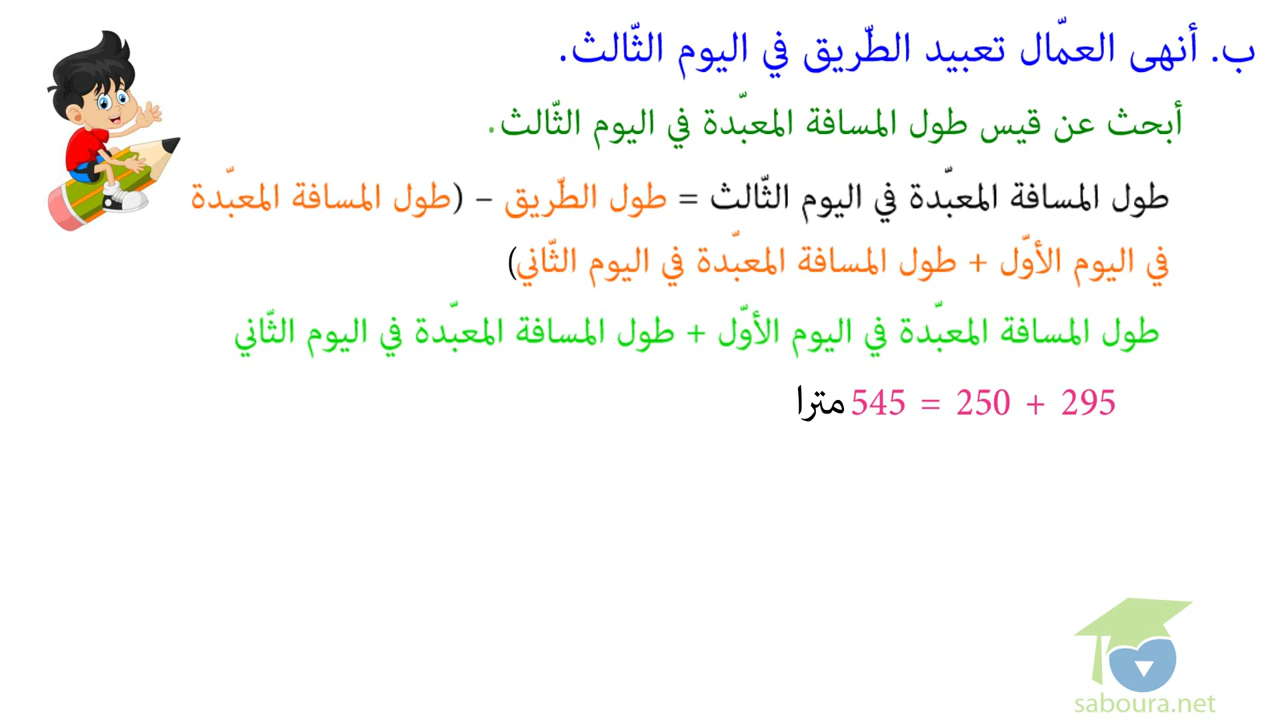 ب. أنهى العمّال تعبيد الطّريق في اليوم الثّالث.
أبحث عن قيس طول المسافة المعبّدة في اليوم الثّالث.
طول المسافة المعبّدة في اليوم الثّالث = طول الطّريق – (طول المسافة المعبّدة
في اليوم الأوّل + طول المسافة المعبّدة في اليوم الثّاني)
طول المسافة المعبّدة في اليوم الأوّل + طول المسافة المعبّدة في اليوم الثّاني
295 + 250 = 545 مترا
saboura.net